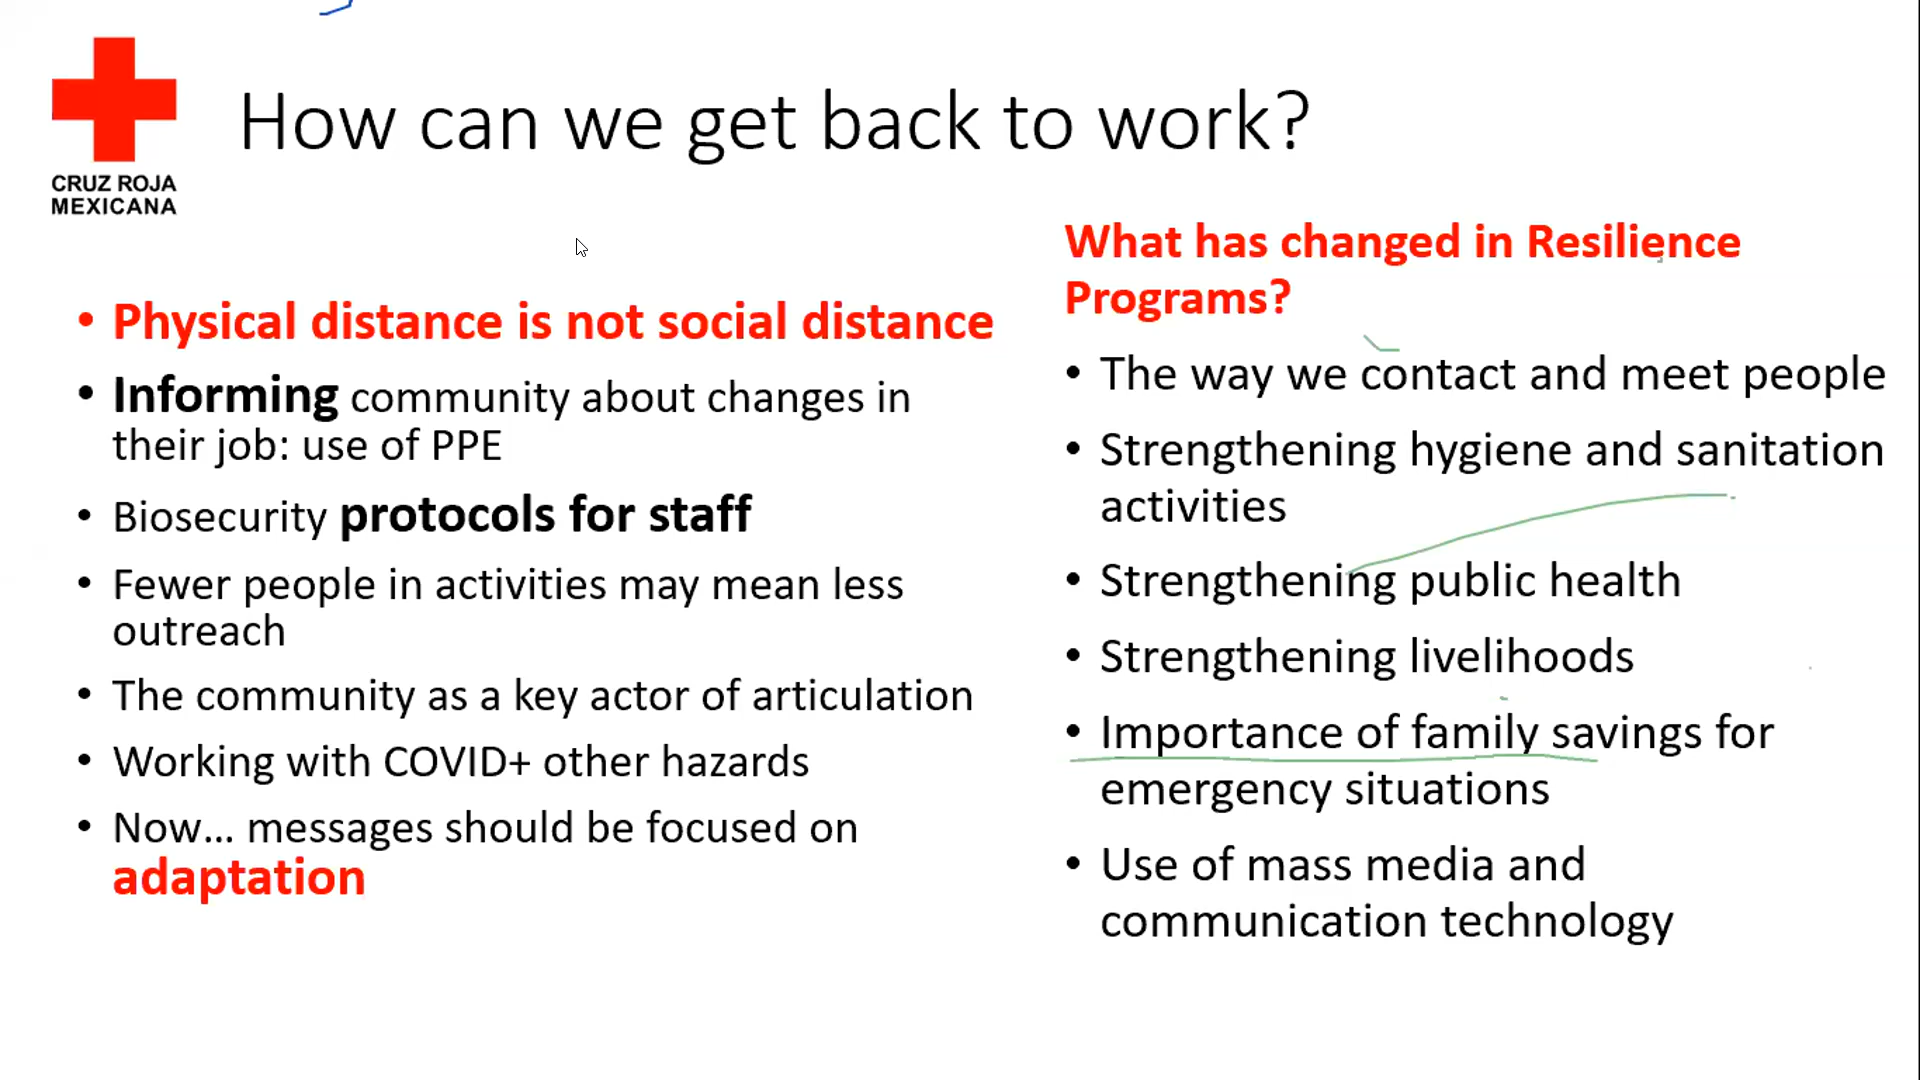 CRUZ ROJA
MEXICANA
How can we get back to work?
• Physical distance is not social distance
• Informing community about changes in
their job: use of PPE
• Biosecurity protocols for staff
• Fewer people in activities may mean less
outreach
• The community as a key actor of articulation
• Working with COVID+ other hazards
• Now... messages should be focused on
adaptation
What has changed in Resilience
Programs?
• The way we contact and meet people
• Strengthening hygiene and sanitation
activities
• Strengthening public health
• Strengthening livelihoods
• Importance of family savings for
emergency situations
• Use of mass media and
communication technology